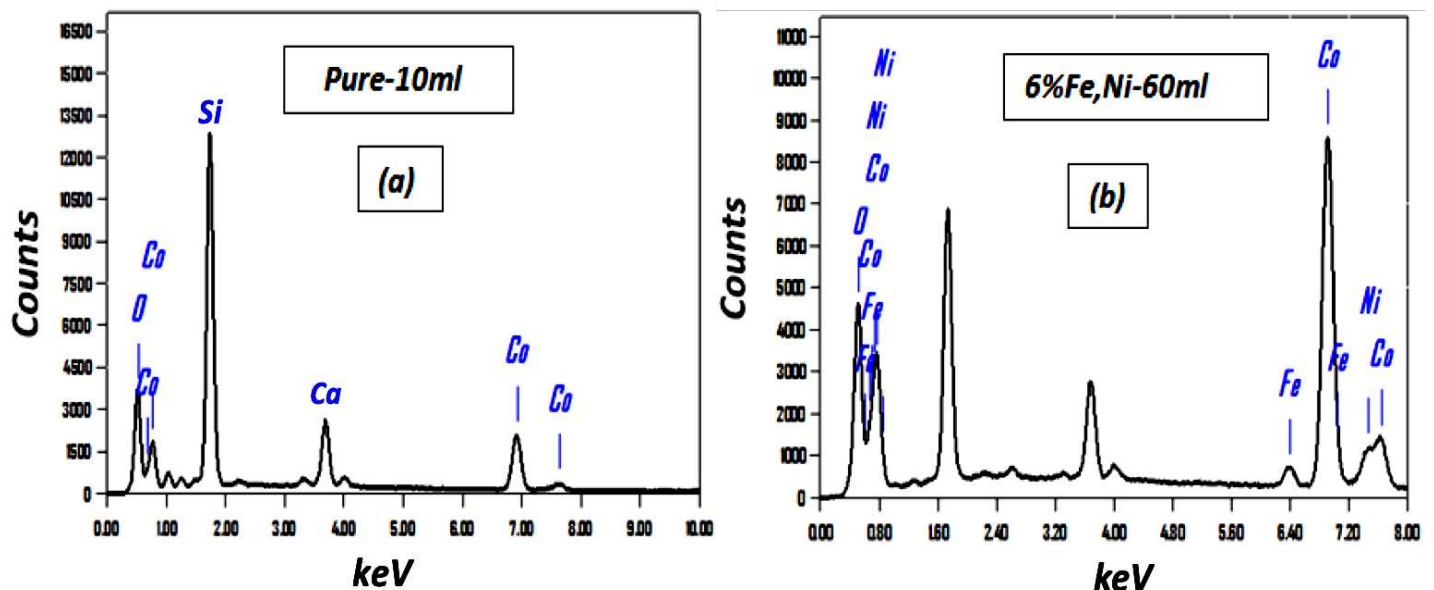 16500
15000
13500
12000
10500
9000
7500
6000
4500
3000
1500
0
Counts
Pure-10ml
(a)
Si
Co
O
Co
Ca
Co
Co
0.00 1.00 2.00 3.00 4.00 5.00 6.00 7.00 8.00 9.00 10.00
keV
11000
10000
9000
8000
7000
6000
5000
4000
3000
2000
1000
0
Counts
6%Fe,Ni-60ml
(b)
Ni
Ni
Co
O
Co
Fe
Fe
Co
Fe
Fe
Ni
Co
0.00 0.80 1.60 2.40 3.20 4.00 4.80 5.60 6.40 7.20 8.00
keV